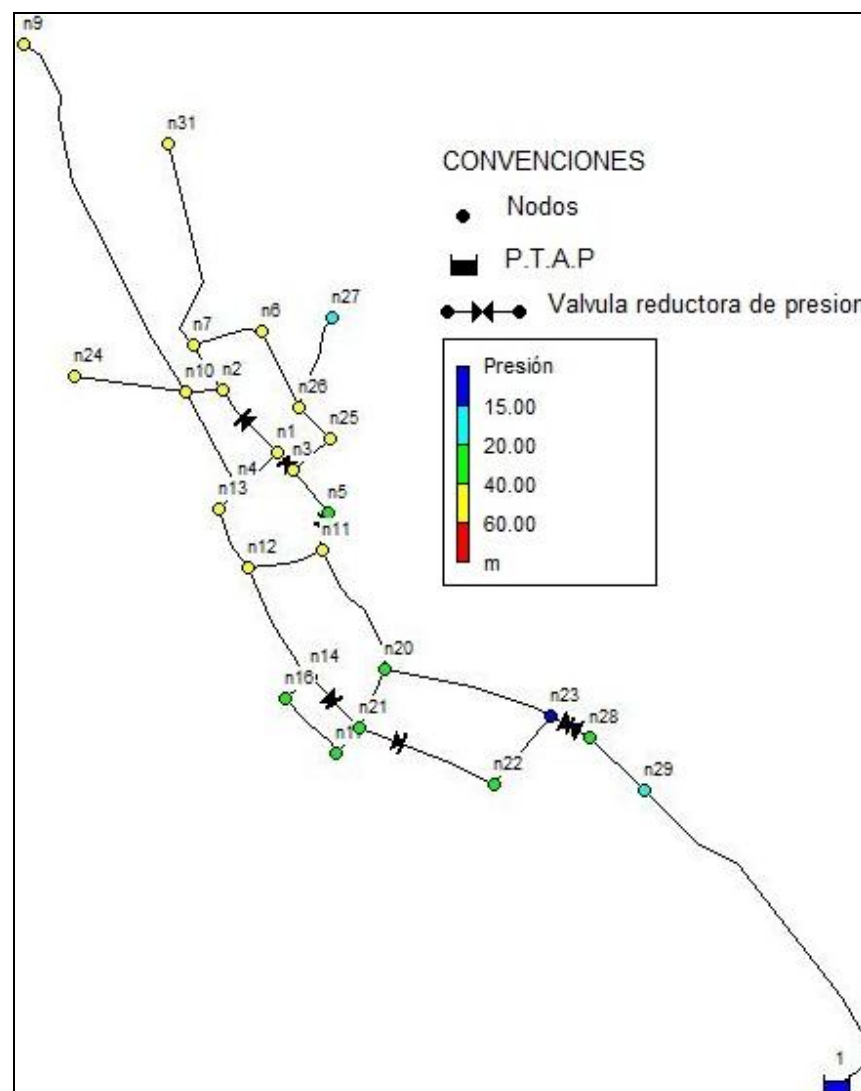 n9
n31
CONVENCIONES
Nodos
P.T.A.P
Valvula reductora de presion
n27
n6
n7
n24
n10
n2
n26
n25
n1
n3
n4
n13
n5
n11
n12
Presión
15.00
20.00
40.00
60.00
m
n20
n14
n16
n21
n17
n23
n28
n22
n29
1